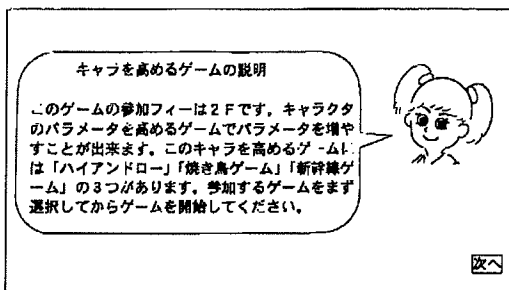 キャラを高めるゲームの説明
このゲームの参加フィーは2Fです。キャラクタ
のパラメータを高めるゲームでパラメータを増や
すことが出来ます。このキャラを高めるゲームに
は「ハイアンドロー」「焼き鳥ゲーム」「新幹線ゲ
ーム」の3つがあります。参加するゲームをまず
選択してからゲームを開始してください。
次へ